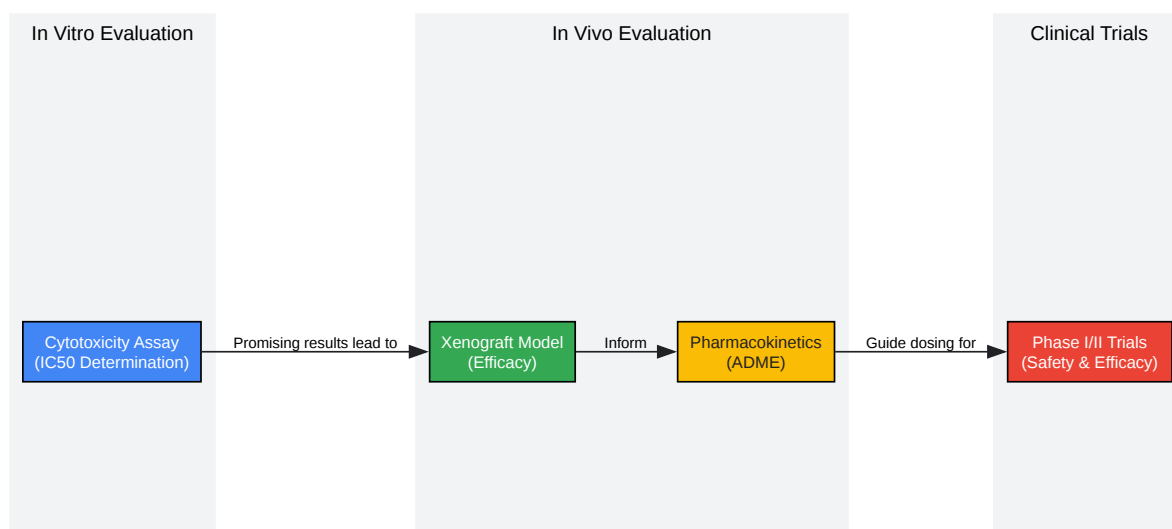 In Vitro Evaluation
In Vivo Evaluation
Clinical Trials
Cytotoxicity Assay
(IC50 Determination)
Promising results lead to
Xenograft Model
(Efficacy)
Inform
Pharmacokinetics
(ADME)
Guide dosing for
Phase I/II Trials
(Safety & Efficacy)